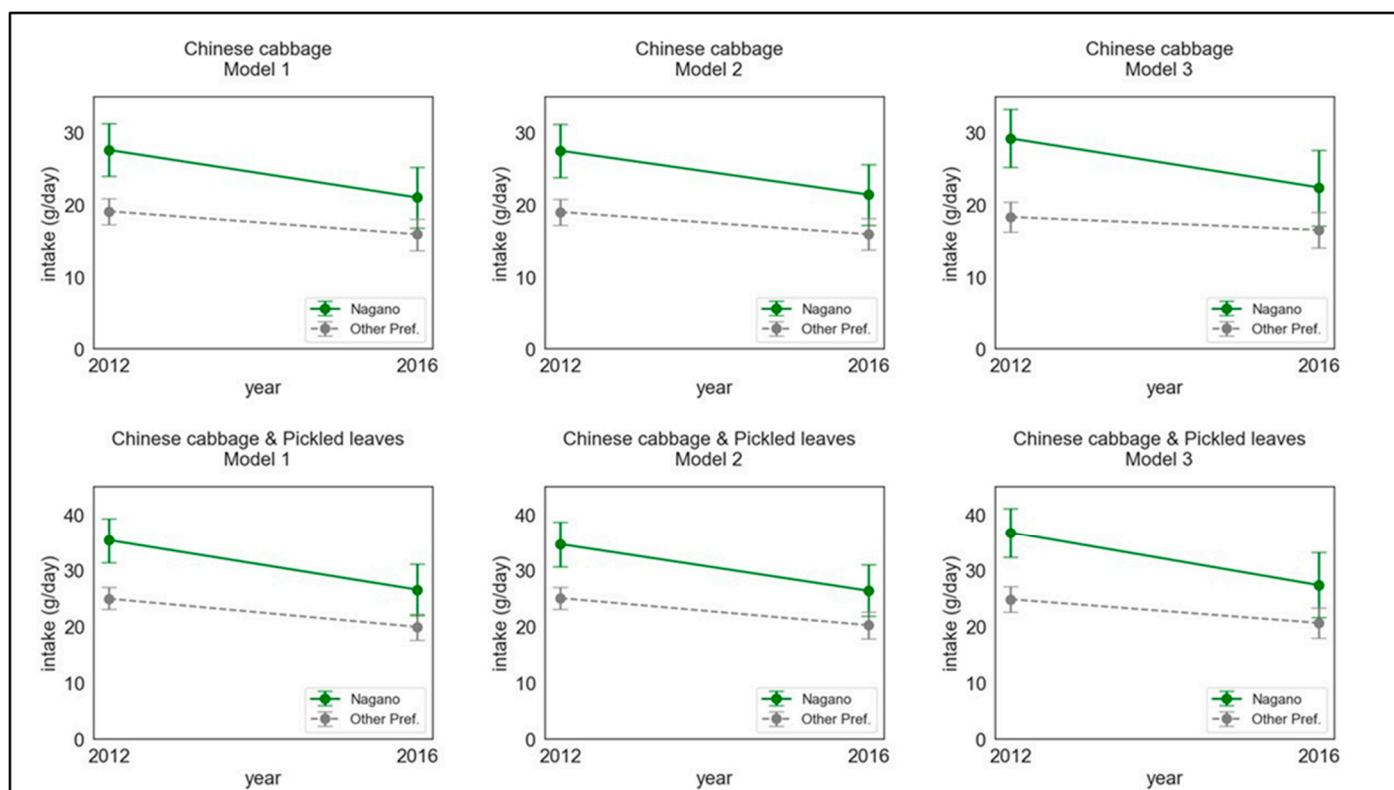 Chinese cabbage
Model 1
intake (g/day)
30
20
10
0
Nagano
Other Pref.
2012
2016
year
Chinese cabbage
Model 2
intake (g/day)
30
20
10
0
Nagano
Other Pref.
2012
2016
year
Chinese cabbage
Model 3
intake (g/day)
30
20
10
0
Nagano
Other Pref.
2012
2016
year
Chinese cabbage & Pickled leaves
Model 1
intake (g/day)
40
30
20
10
0
Nagano
Other Pref.
2012
2016
year
Chinese cabbage & Pickled leaves
Model 2
intake (g/day)
40
30
20
10
0
Nagano
Other Pref.
2012
2016
year
Chinese cabbage & Pickled leaves
Model 3
intake (g/day)
40
30
20
10
0
Nagano
Other Pref.
2012
2016
year